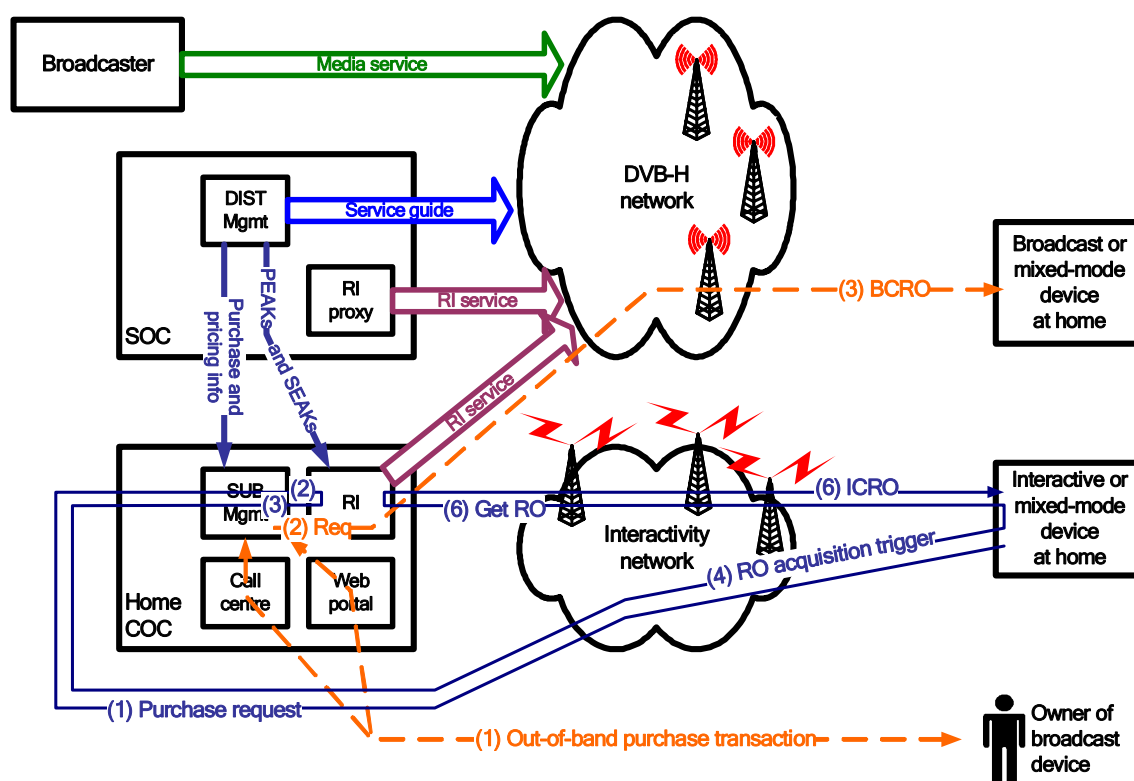 Broadcaster
Media service
DVB-H
network
DIST
Mgmt
Service guide
RI
proxy
RI service
SOC
Purchase and
pricing info
PEAKs and SEAKs
RI service
(3) BCRO
Broadcast or
mixed-mode
device
at home
SUB
Mgmt
(2)
(3)
RI
(2) Req
(6) Get RO
(6) ICRO
Interactivity
network
(4) RO acquisition trigger
Interactive or
mixed-mode
device
at home
Call
centre
Web
portal
Home
COC
(1) Purchase request
(1) Out-of-band purchase transaction
Owner of
broadcast
device